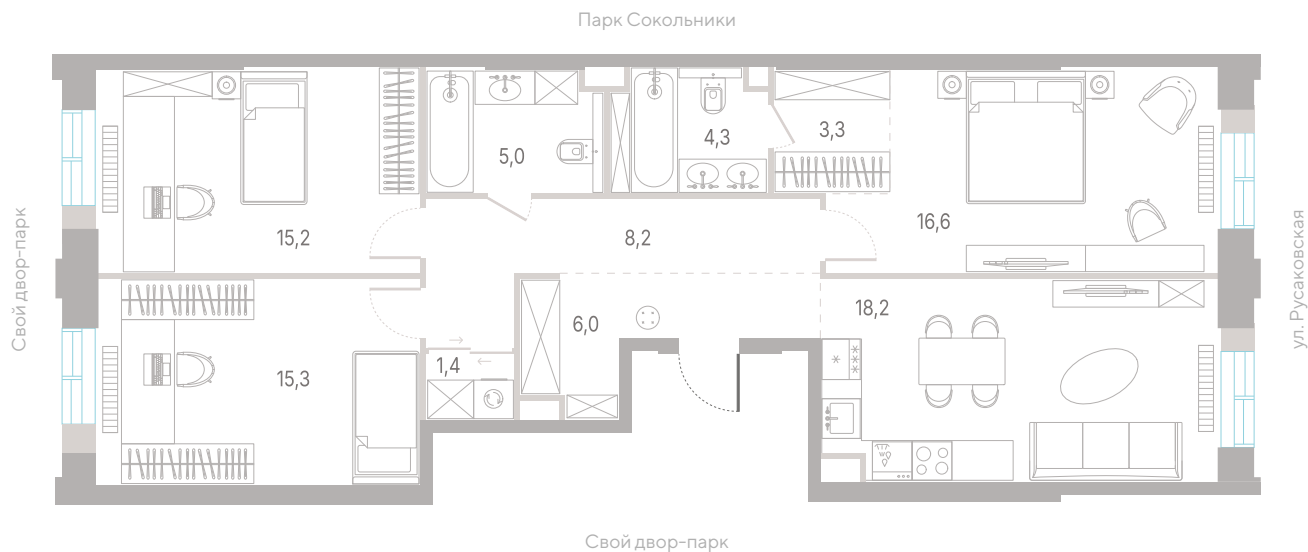 Парк Сокольники
5,0
4,3
3,3
15,2
8,2
16,6
Свой двор-парк
ул. Русаковская
6,0
18,2
1,4
15,3
Свой двор-парк